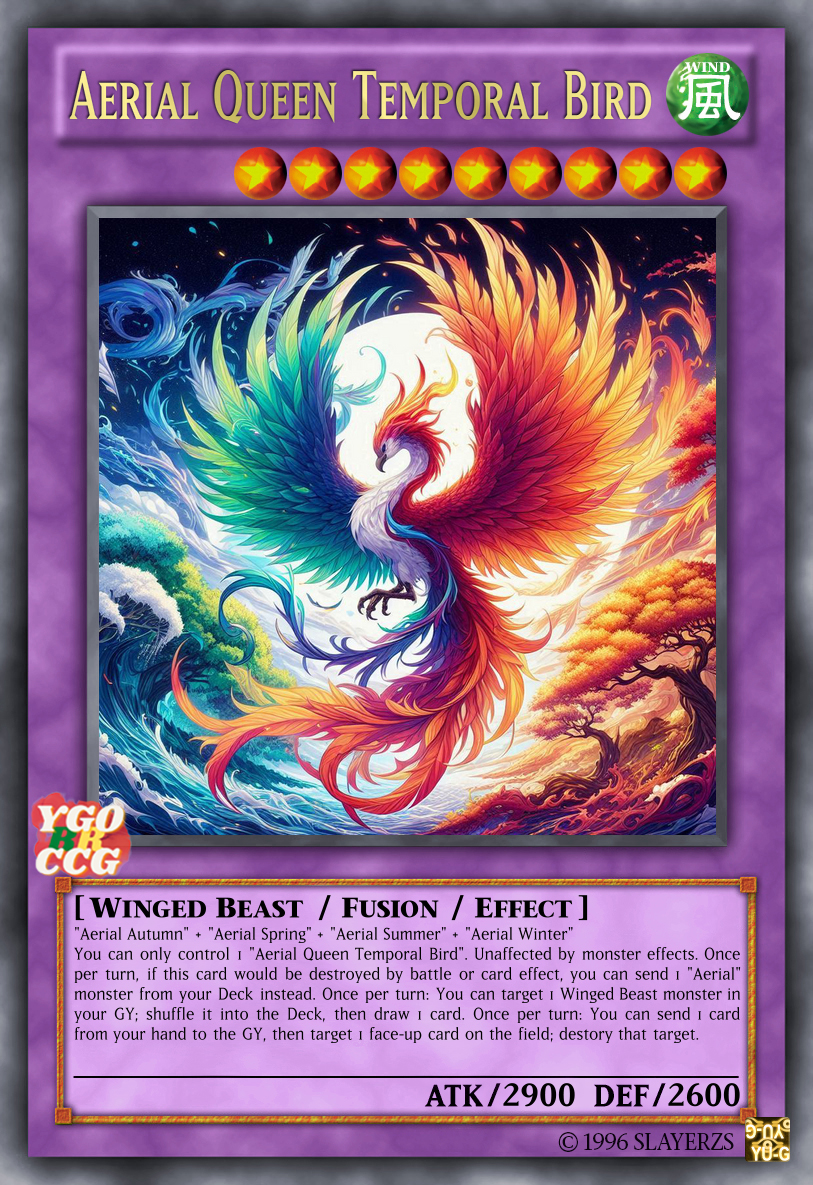 Aerial Queen Temporal Bird
WIND
風
YGO
RR
CCG
[ Winged Beast / Fusion / Effect ]
"Aerial Autumn" + "Aerial Spring" + "Aerial Summer" + "Aerial Winter"
You can only control 1 "Aerial Queen Temporal Bird". Unaffected by monster effects. Once
per turn, if this card would be destroyed by battle or card effect, you can send 1 "Aerial"
monster from your Deck instead. Once per turn: You can target 1 Winged Beast monster in
your GY; shuffle it into the Deck, then draw 1 card. Once per turn: You can send 1 card
from your hand to the GY, then target 1 face-up card on the field; destory that target.
ATK/2900 DEF/2600
© 1996 SLAYERZS